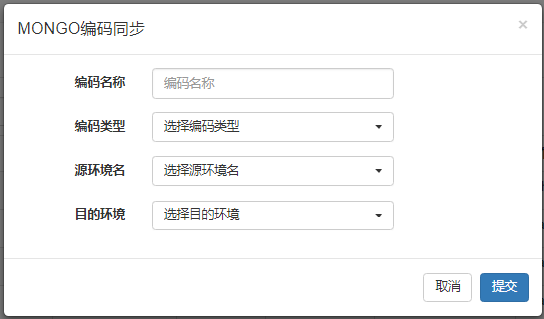 MONGO编码同步
×
编码名称 编码名称
编码类型 选择编码类型
源环境名 选择源环境名
目的环境 选择目的环境
取消 提交